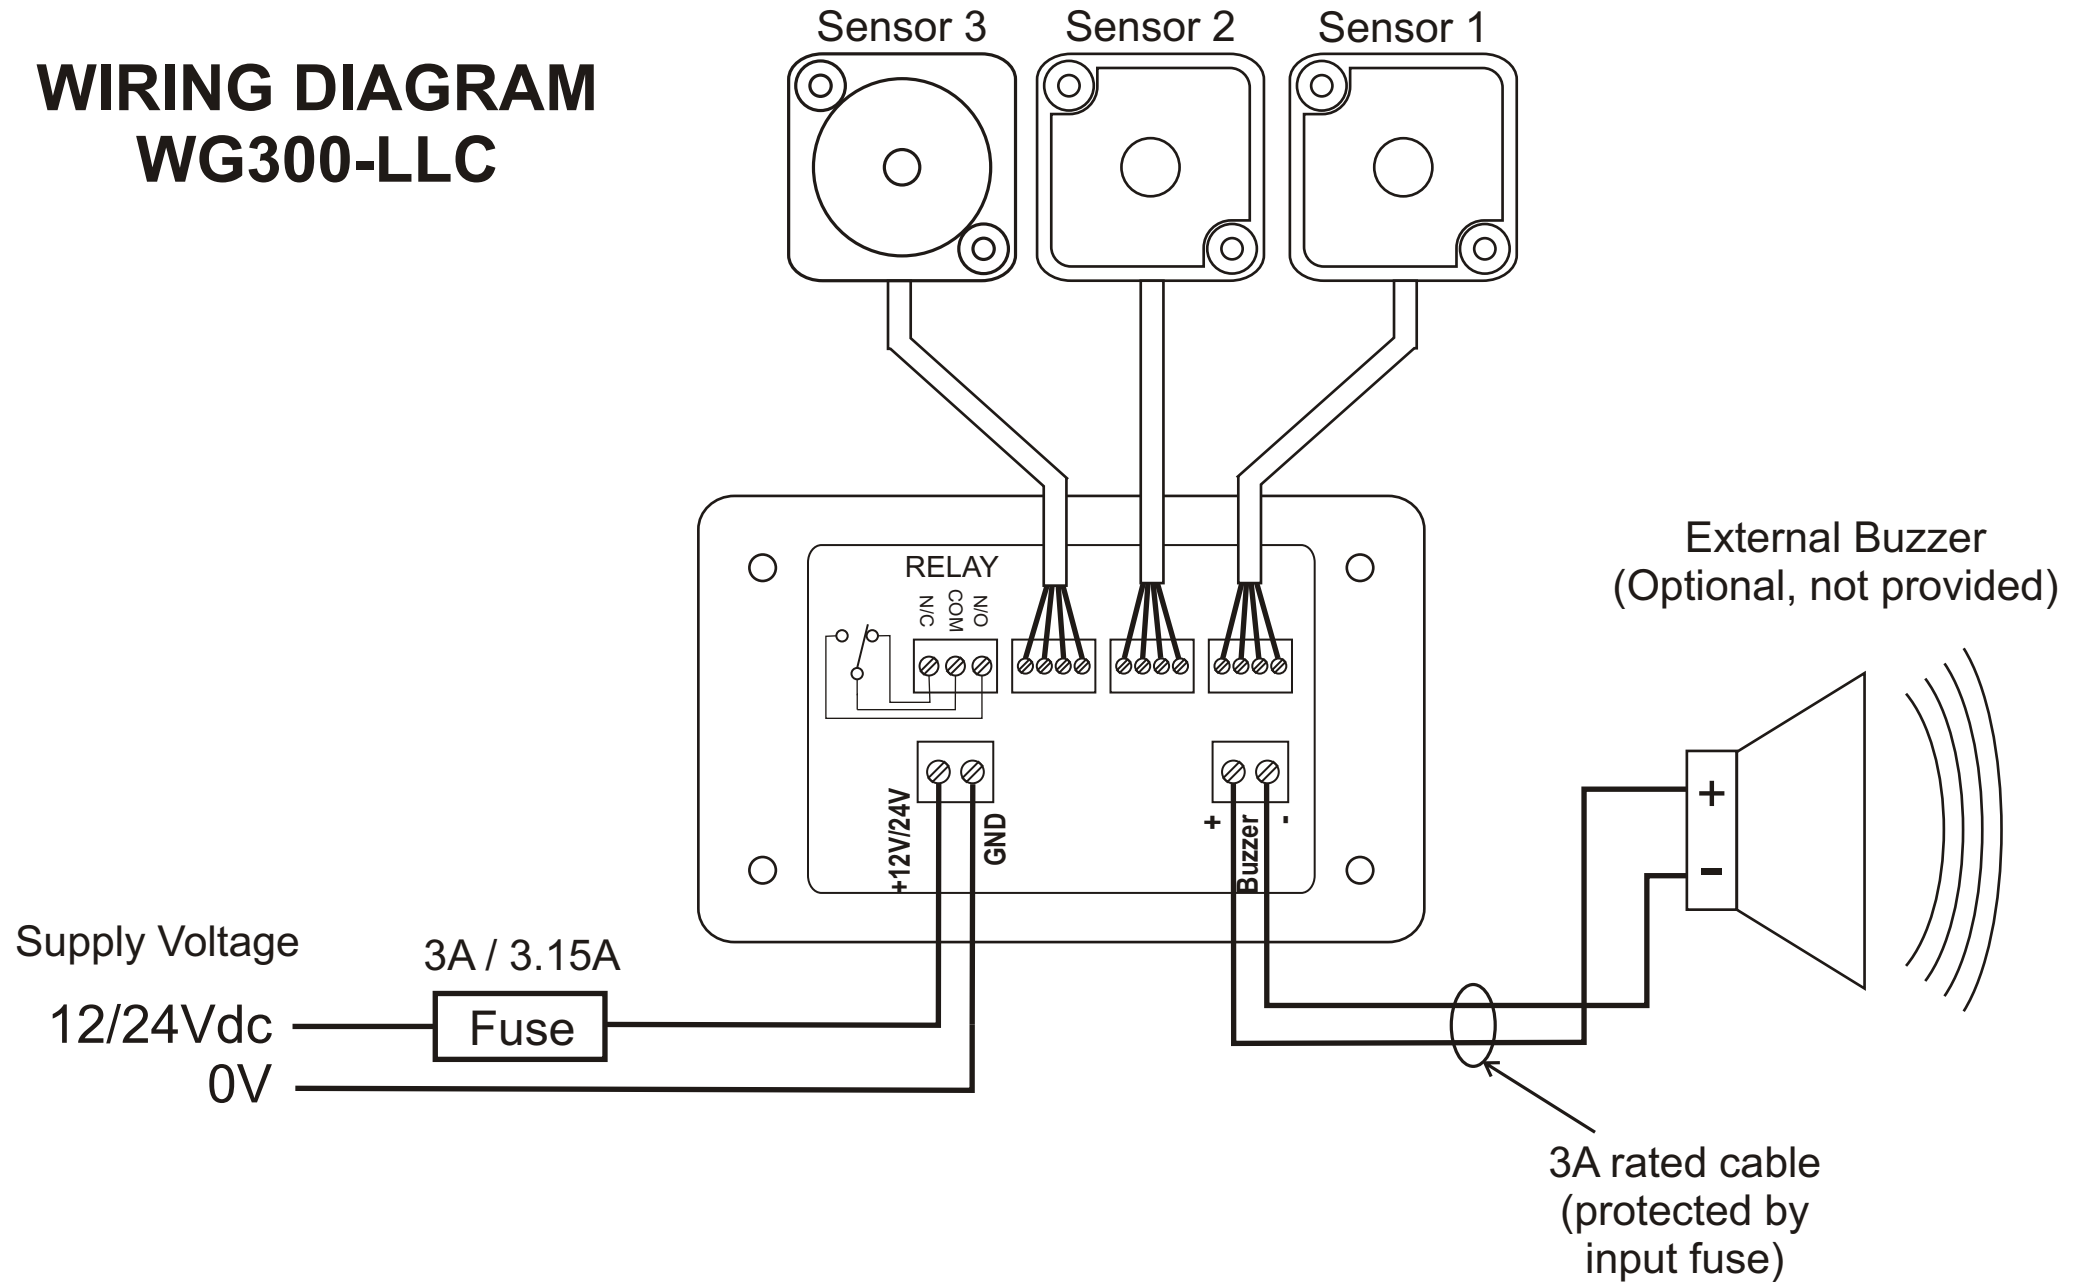 WIRING DIAGRAM
WG300-LLC
Sensor 3
Sensor 2
Sensor 1
RELAY
N/C
COM
N/O
+12V/24V
GND
+
Buzzer
-
External Buzzer
(Optional, not provided)
+
-
Supply Voltage
3A / 3.15A
12/24Vdc
Fuse
0V
3A rated cable
(protected by
input fuse)